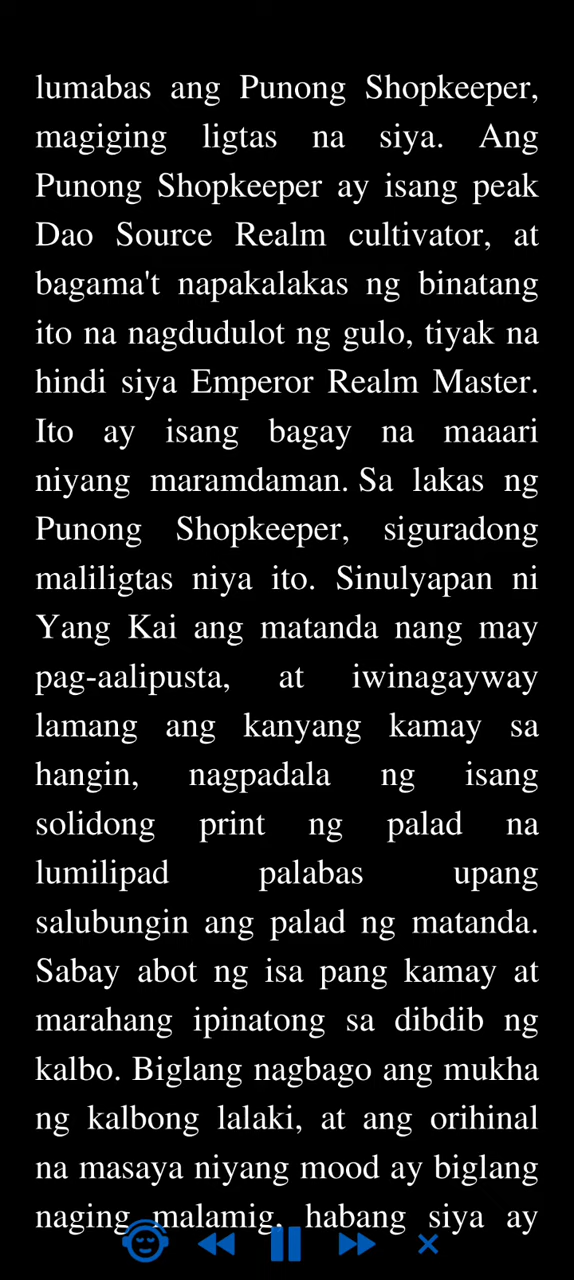 lumabas ang Punong Shopkeeper,
magiging ligtas na siya. Ang
Punong Shopkeeper ay isang peak
Dao Source Realm cultivator, at
bagama't napakalakas ng binatang
ito na nagdudulot ng gulo, tiyak na
hindi siya Emperor Realm Master.
Ito ay isang bagay na maaari
niyang maramdaman. Sa lakas ng
Punong Shopkeeper, siguradong
maliligtas niya ito. Sinulyapan ni
Yang Kai ang matanda nang may
pag-aalipusta, at iwinagayway
lamang ang kanyang kamay sa
hangin, nagpadala ng isang
solidong print ng palad na
lumilipad palabas upang
salubungin ang palad ng matanda.
Sabay abot ng isa pang kamay at
marahang ipinatong sa dibdib ng
kalbo. Biglang nagbago ang mukha
ng kalbong lalaki, at ang orihinal
na masaya niyang mood ay biglang
naging malamig, habang siya ay